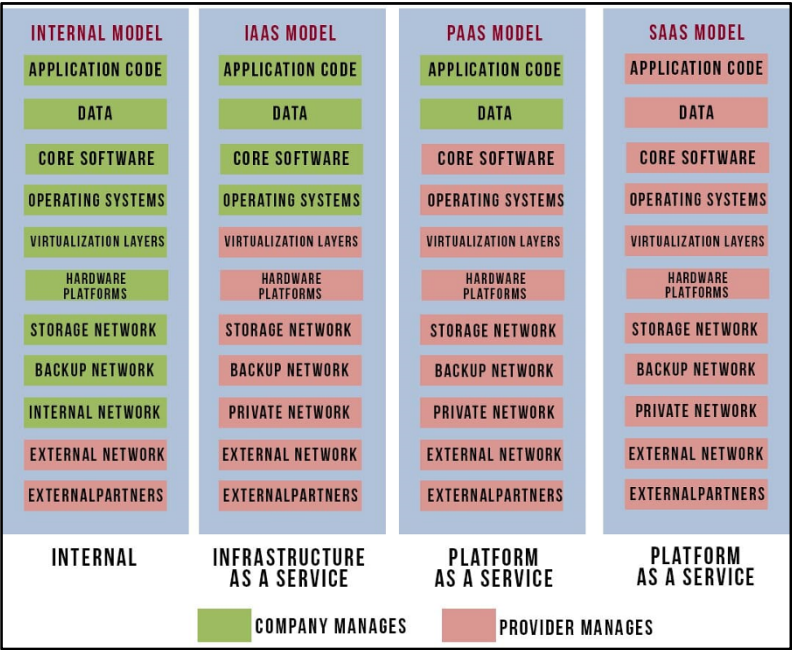 INTERNAL MODEL
APPLICATION CODE
DATA
CORE SOFTWARE
OPERATING SYSTEMS
VIRTUALIZATION LAYERS
HARDWARE
PLATFORMS
STORAGE NETWORK
BACKUP NETWORK
INTERNAL NETWORK
EXTERNAL NETWORK
EXTERNALPARTNERS
INTERNAL
IAAS MODEL
APPLICATION CODE
DATA
CORE SOFTWARE
OPERATING SYSTEMS
VIRTUALIZATION LAYERS
HARDWARE
PLATFORMS
STORAGE NETWORK
BACKUP NETWORK
PRIVATE NETWORK
EXTERNAL NETWORK
EXTERNALPARTNERS
INFRASTRUCTURE
AS A SERVICE
PAAS MODEL
APPLICATION CODE
DATA
CORE SOFTWARE
OPERATING SYSTEMS
VIRTUALIZATION LAYERS
HARDWARE
PLATFORMS
STORAGE NETWORK
BACKUP NETWORK
PRIVATE NETWORK
EXTERNAL NETWORK
EXTERNALPARTNERS
PLATFORM
AS A SERVICE
SAAS MODEL
APPLICATION CODE
DATA
CORE SOFTWARE
OPERATING SYSTEMS
VIRTUALIZATION LAYERS
HARDWARE
PLATFORMS
STORAGE NETWORK
BACKUP NETWORK
PRIVATE NETWORK
EXTERNAL NETWORK
EXTERNALPARTNERS
PLATFORM
AS A SERVICE
COMPANY MANAGES
PROVIDER MANAGES